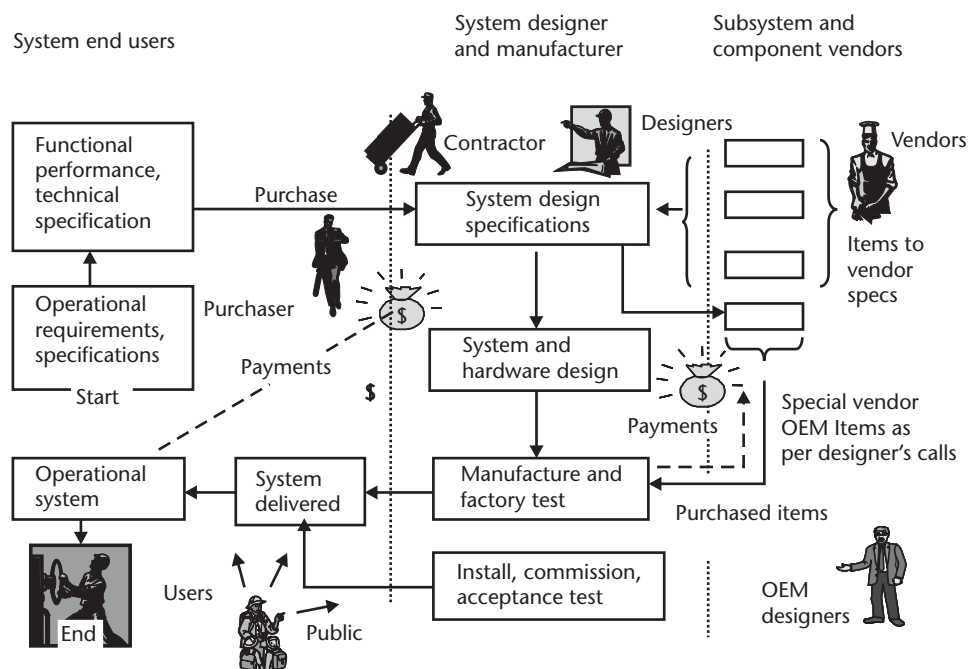 System end users
System designer
and manufacturer
Subsystem and
component vendors
Functional
performance,
technical
specification
Purchase
Contractor
Designers
Vendors
System design
specifications
Items to
vendor
specs
Operational
requirements,
specifications
Start
Purchaser
$
Payments
$
System and
hardware design
$
Payments
Special vendor
OEM Items as
per designer's calls
Operational
system
System
delivered
Manufacture and
factory test
Purchased items
Install, commission,
acceptance test
Users
Public
End
OEM
designers